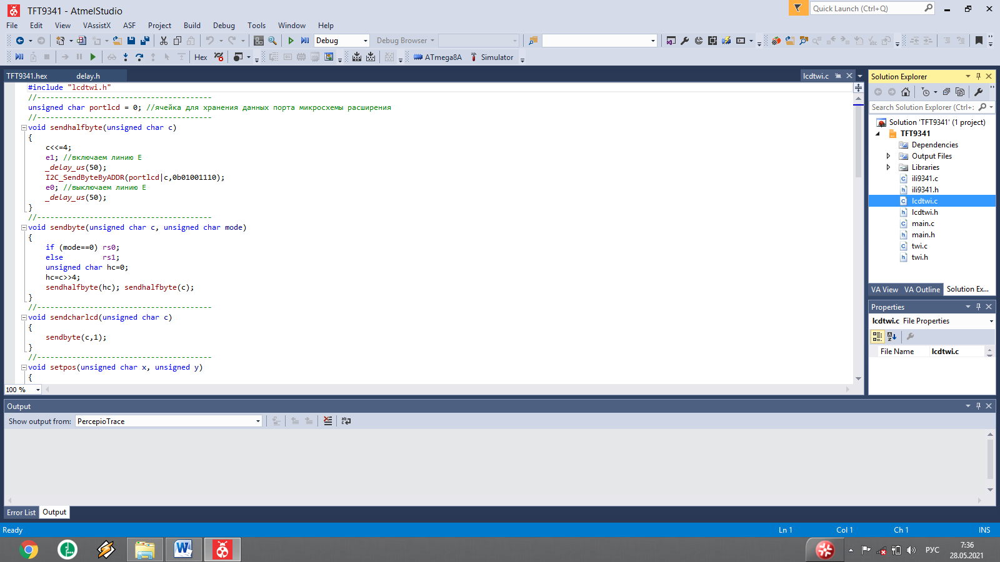 TFT9341 - AtmelStudio
Quick Launch (Ctrl+Q)
File Edit View VAssistX ASF Project Build Debug Tools Window Help
Debug Debug Browser
Hex ATmega8A Simulator
TFT9341.hex delay.h lcdtwi.c
#include "lcdtwi.h"
//----------------------------------------
unsigned char portlcd = 0; //ячейка для хранения данных порта микросхемы расширения
//----------------------------------------
void sendhalfbyte(unsigned char c)
{
c<<=4;
e1; //включаем линию E
_delay_us(50);
I2C_SendByteByADDR(portlcd|c,0b01001110);
e0; //выключаем линию E
_delay_us(50);
}
//----------------------------------------
void sendbyte(unsigned char c, unsigned char mode)
{
if (mode==0) rs0;
else rs1;
unsigned char hc=0;
hc=c>>4;
sendhalfbyte(hc); sendhalfbyte(c);
}
//----------------------------------------
void sendcharlcd(unsigned char c)
{
sendbyte(c,1);
}
//----------------------------------------
void setpos(unsigned char x, unsigned y)
{
100 %
Solution Explorer
Search Solution Explorer (Ctrl+;
Solution 'TFT9341' (1 project)
TFT9341
Dependencies
Output Files
Libraries
ili9341.c
ili9341.h
lcdtwi.c
lcdtwi.h
main.c
main.h
twi.c
twi.h
VA View VA Outline Solution Ex...
Properties
lcdtwi.c File Properties
File Name lcdtwi.c
Output
Show output from: PercepioTrace
Error List Output
Ready Ln 1 Col 1 Ch 1 INS
РУС
7:36
28.05.2021